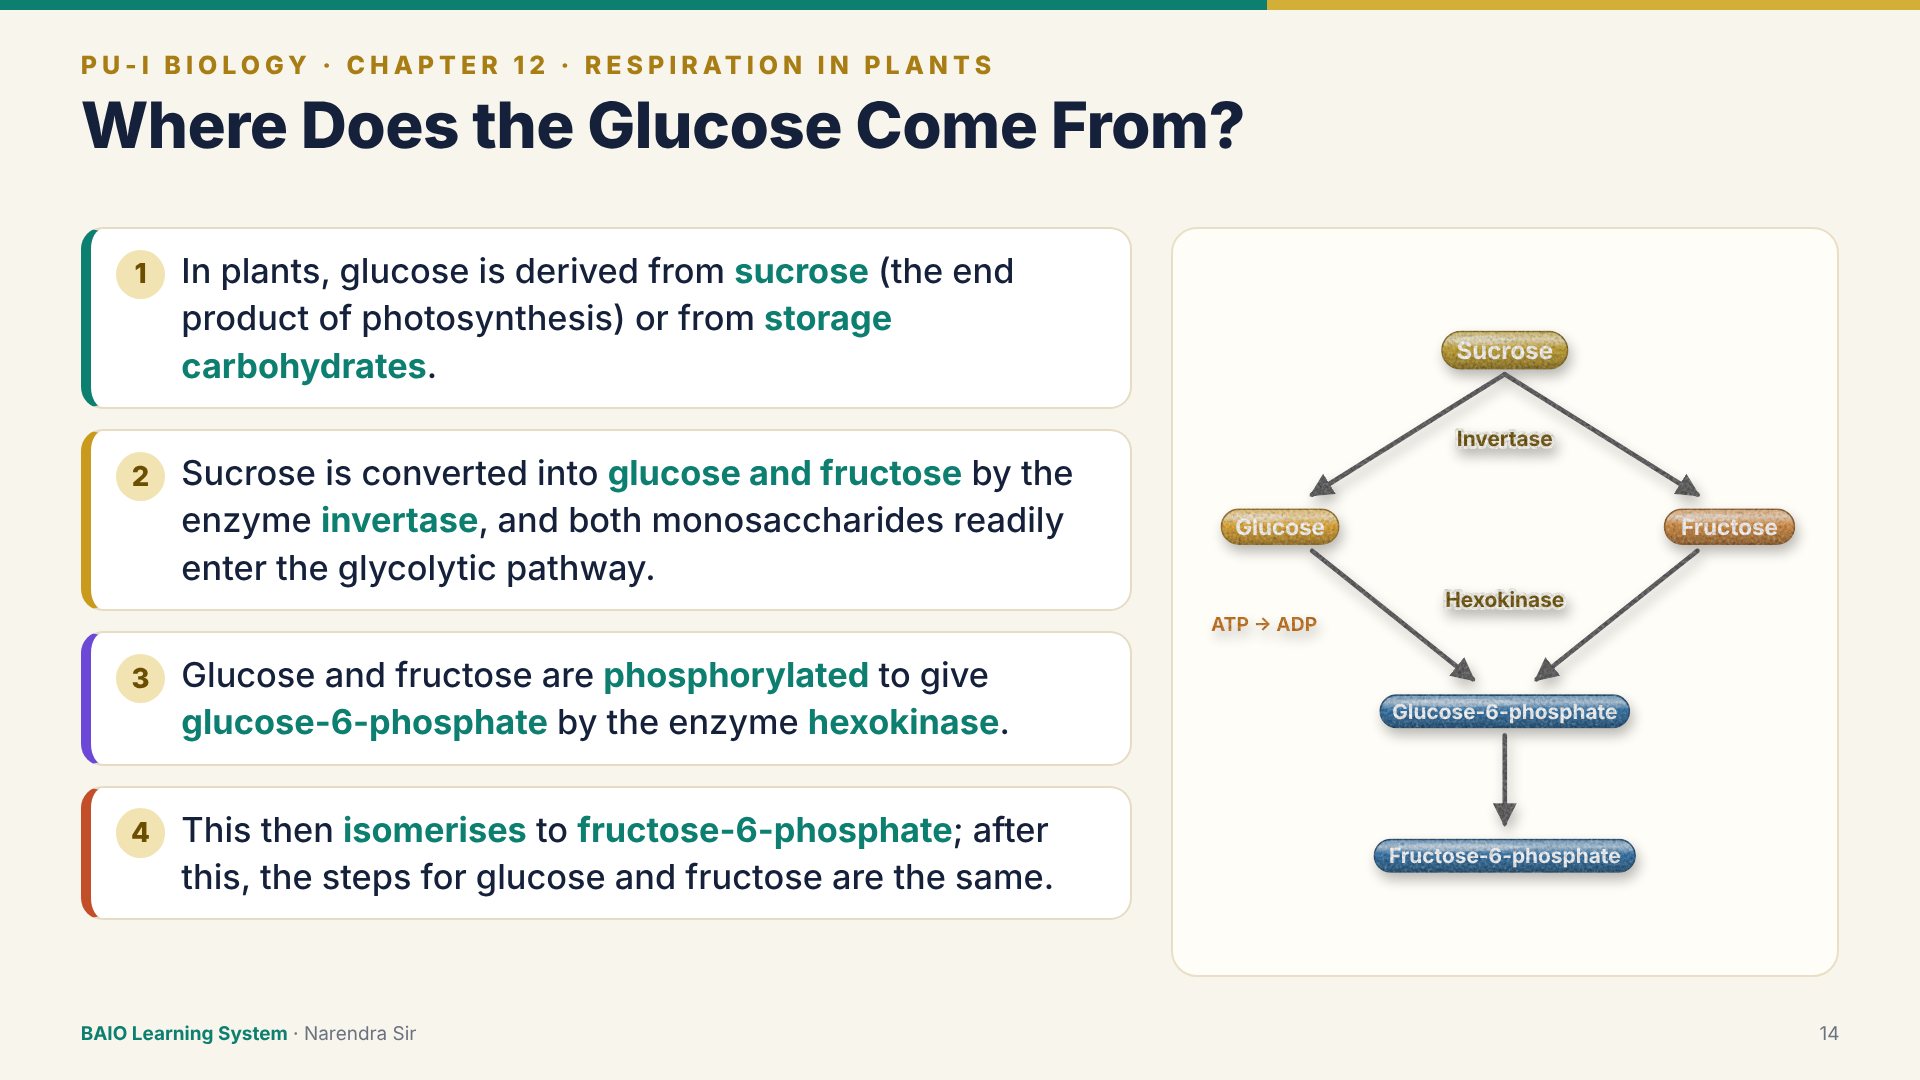 PU-I BIOLOGY · CHAPTER 12 · RESPIRATION IN PLANTS
Where Does the Glucose Come From?
1 In plants, glucose is derived from sucrose (the end
product of photosynthesis) or from storage
carbohydrates.
2 Sucrose is converted into glucose and fructose by the
enzyme invertase, and both monosaccharides readily
enter the glycolytic pathway.
3 Glucose and fructose are phosphorylated to give
glucose-6-phosphate by the enzyme hexokinase.
4 This then isomerises to fructose-6-phosphate; after
this, the steps for glucose and fructose are the same.
Sucrose
Invertase
Glucose Fructose
Hexokinase
ATP → ADP
Glucose-6-phosphate
Fructose-6-phosphate
BAIO Learning System · Narendra Sir
14